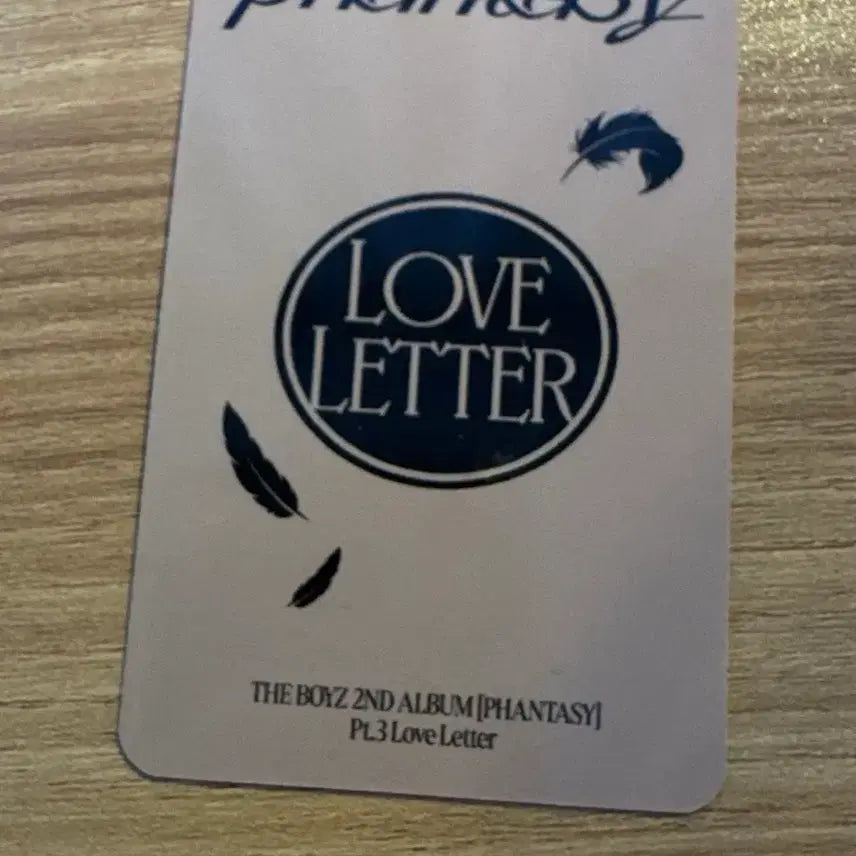 LOVE
LETTER
THE BOYZ 2ND ALBUM [PHANTASY]
Pt.3 Love Letter